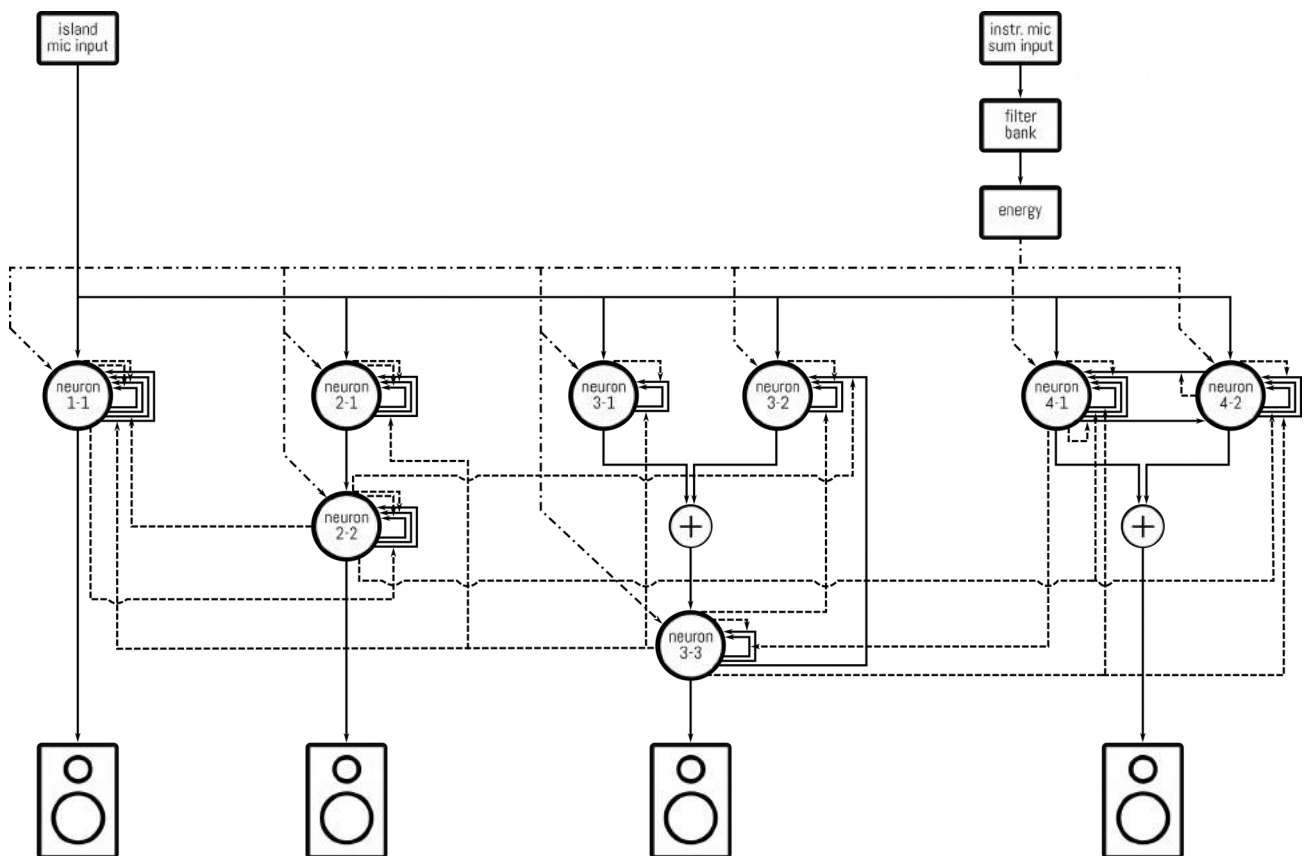 island
mic input
instr. mic
sum input
filter
bank
energy
neuron
1-1
neuron
2-1
neuron
3-1
neuron
3-2
neuron
4-1
neuron
4-2
neuron
2-2
+
+
neuron
3-3